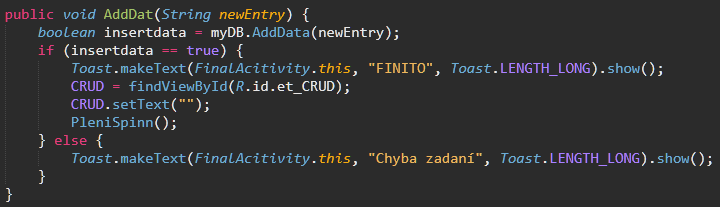 public void AddDat(String newEntry) {
    boolean insertdata = myDB.AddData(newEntry);
    if (insertdata == true) {
        Toast.makeText(FinalAcitivity.this, "FINITO", Toast.LENGTH_LONG).show();
        CRUD = findViewById(R.id.et_CRUD);
        CRUD.setText("");
        PleniSpinn();
    } else {
        Toast.makeText(FinalAcitivity.this, "Chyba zadaní", Toast.LENGTH_LONG).show();
    }
}